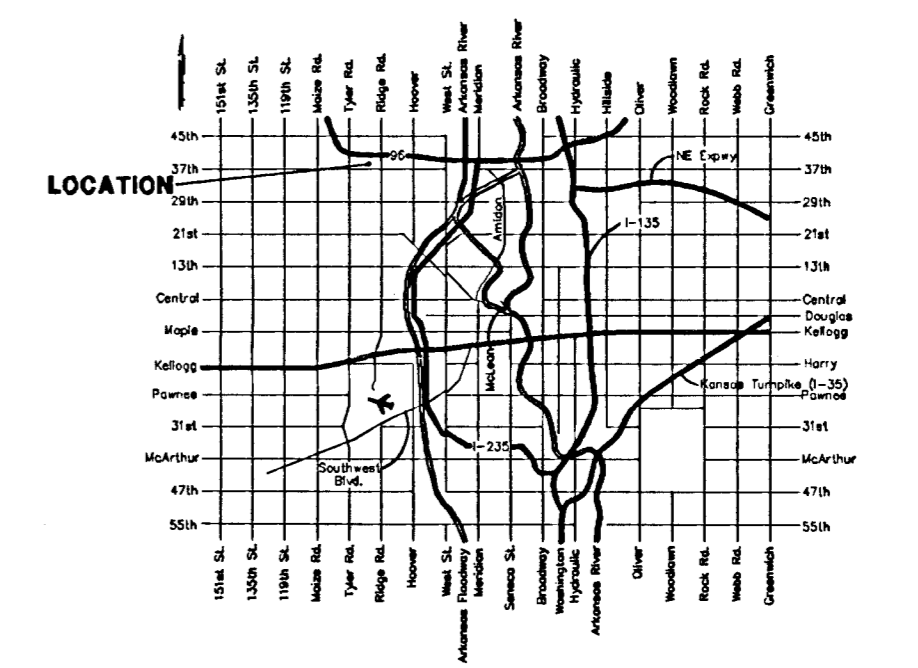 151st St.
135th St.
119th St.
Maize Rd.
Tyler Rd.
Ridge Rd.
Hoover
West St.
Arkansas River
Meridian
Arkansas River
Broadway
Hydraulic
Hillside
Oliver
Woodlawn
Rock Rd.
Webb Rd.
Greenwich
45th 45th
96 NE Expwy
37th 37th
LOCATION
29th 29th
Amidon
I-135
21st 21st
13th 13th
Central Central
Douglas
Maple Kellogg
McLean
Kellogg Harry
Kansas Turnpike (I-35)
Pawnee Pawnee
31st 31st
I-235
McArthur McArthur
Southwest
Blvd.
47th 47th
55th 55th
151st St.
135th St.
119th St.
Maize Rd.
Tyler Rd.
Ridge Rd.
Hoover
West St.
Arkansas Floodway
Meridian
Seneca St.
Broadway
Washington
Hydraulic
Arkansas River
Oliver
Woodlawn
Rock Rd.
Webb Rd.
Greenwich